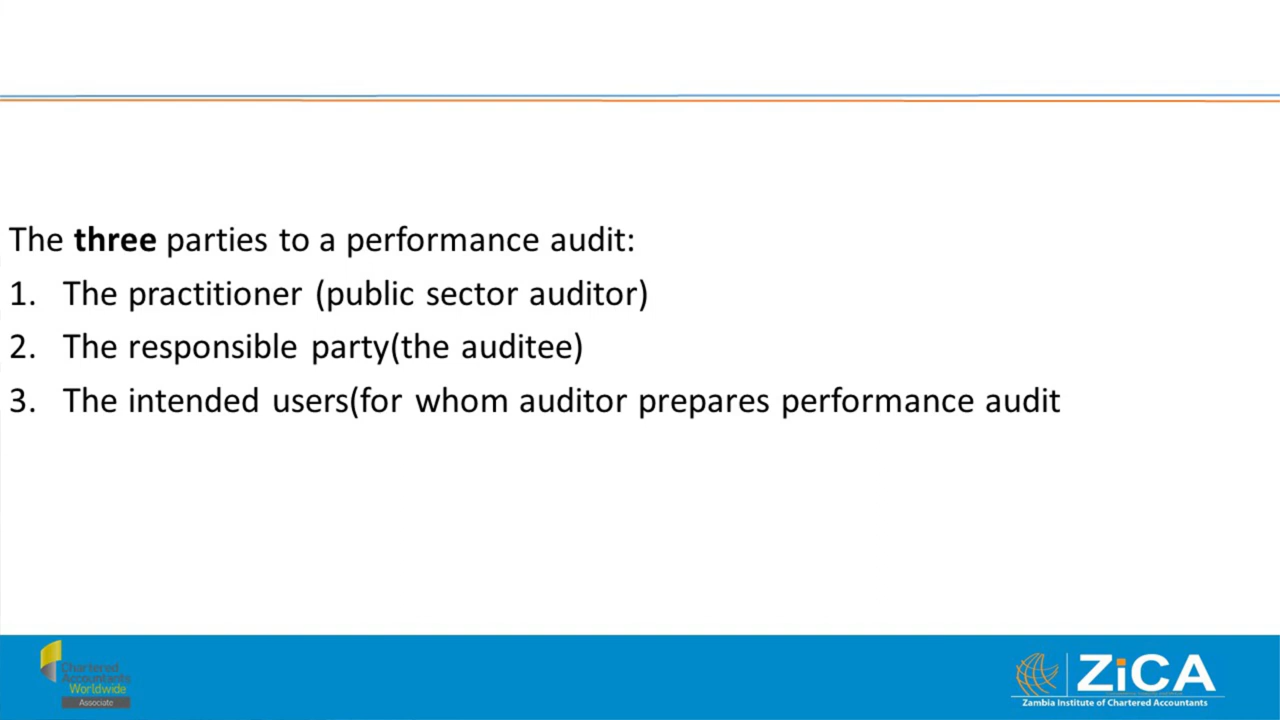 The three parties to a performance audit:
1. The practitioner (public sector auditor)
2. The responsible party(the auditee)
3. The intended users(for whom auditor prepares performance audit
Chartered
Accountants
Worldwide
Associate
ZiCA
Zambia Institute of Chartered Accountants